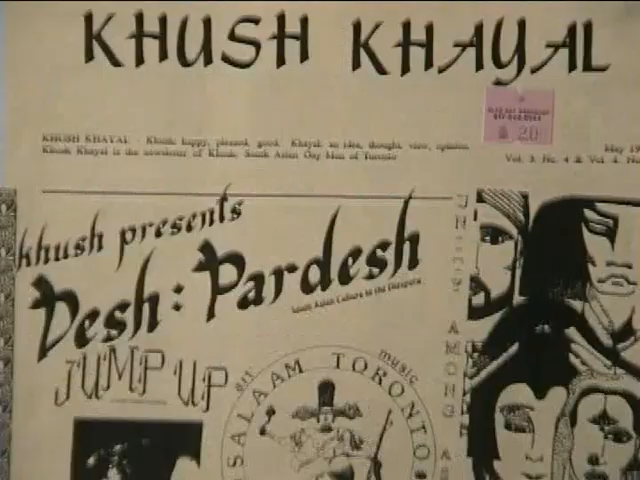 KHUSH KHAYAL
$ .20
KHUSH KHAYAL - Khush: happy, pleased, good. Khayal: an idea, thought, view, opinion.
Khush Khayal is the newsletter of Khush: South Asian Gay Men of Toronto
May 19
Vol. 3. No. 4 & Vol. 4. No.
khush presents
Desh: Pardesh
South Asian Culture in the Diaspora
JUMP UP
art
music
SALAAM TORONTO
AMONG